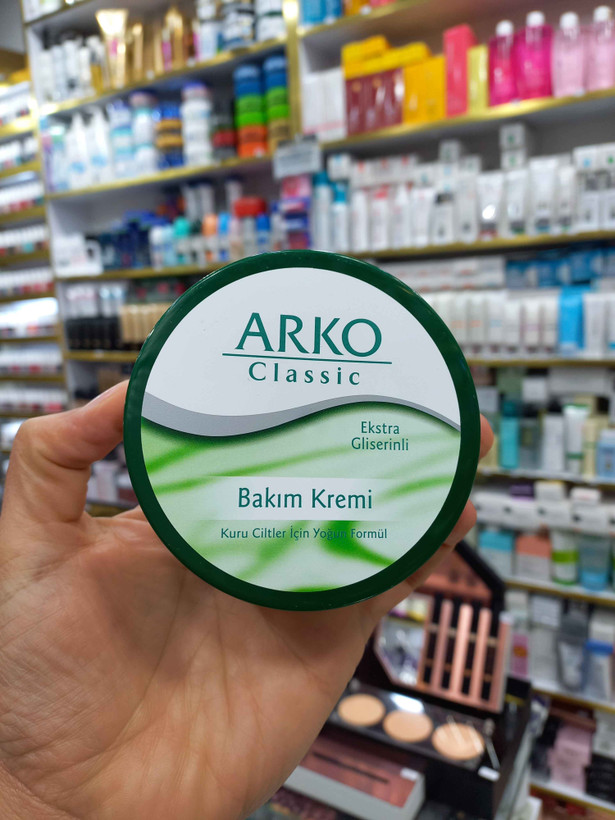 ARKO
Classic
Ekstra
Gliserinli
Bakım Kremi
Kuru Ciltler İçin Yoğun Formül